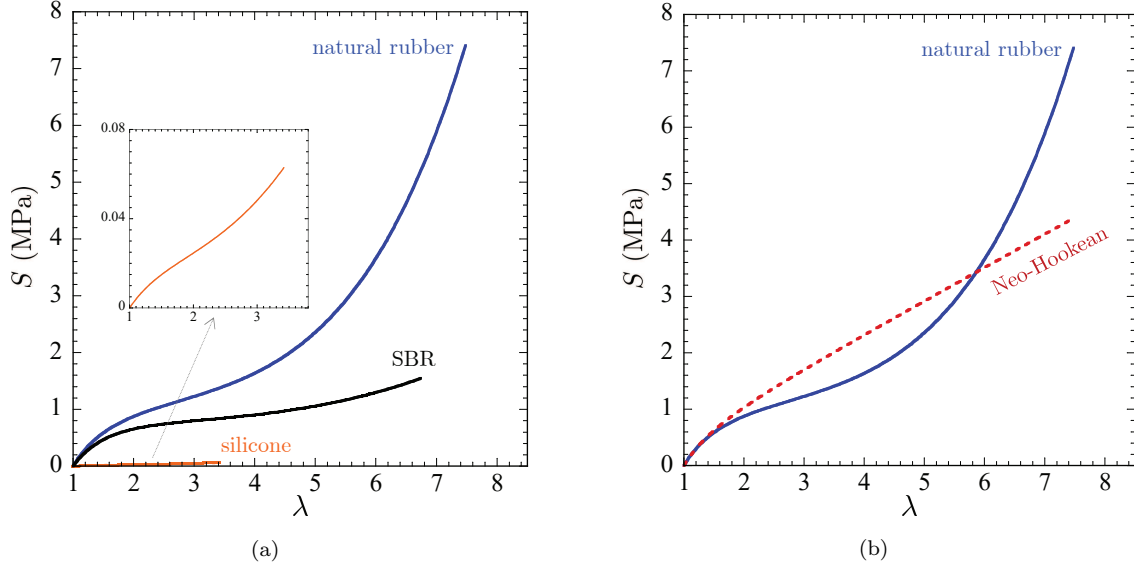 8
7
6
5
4
3
2
1
0
S (MPa)
natural rubber
0.08
0.04
0
1 2 3
SBR
silicone
1 2 3 4 5 6 7 8
λ
(a)
8
7
6
5
4
3
2
1
0
S (MPa)
natural rubber
Neo-Hookean
1 2 3 4 5 6 7 8
λ
(b)